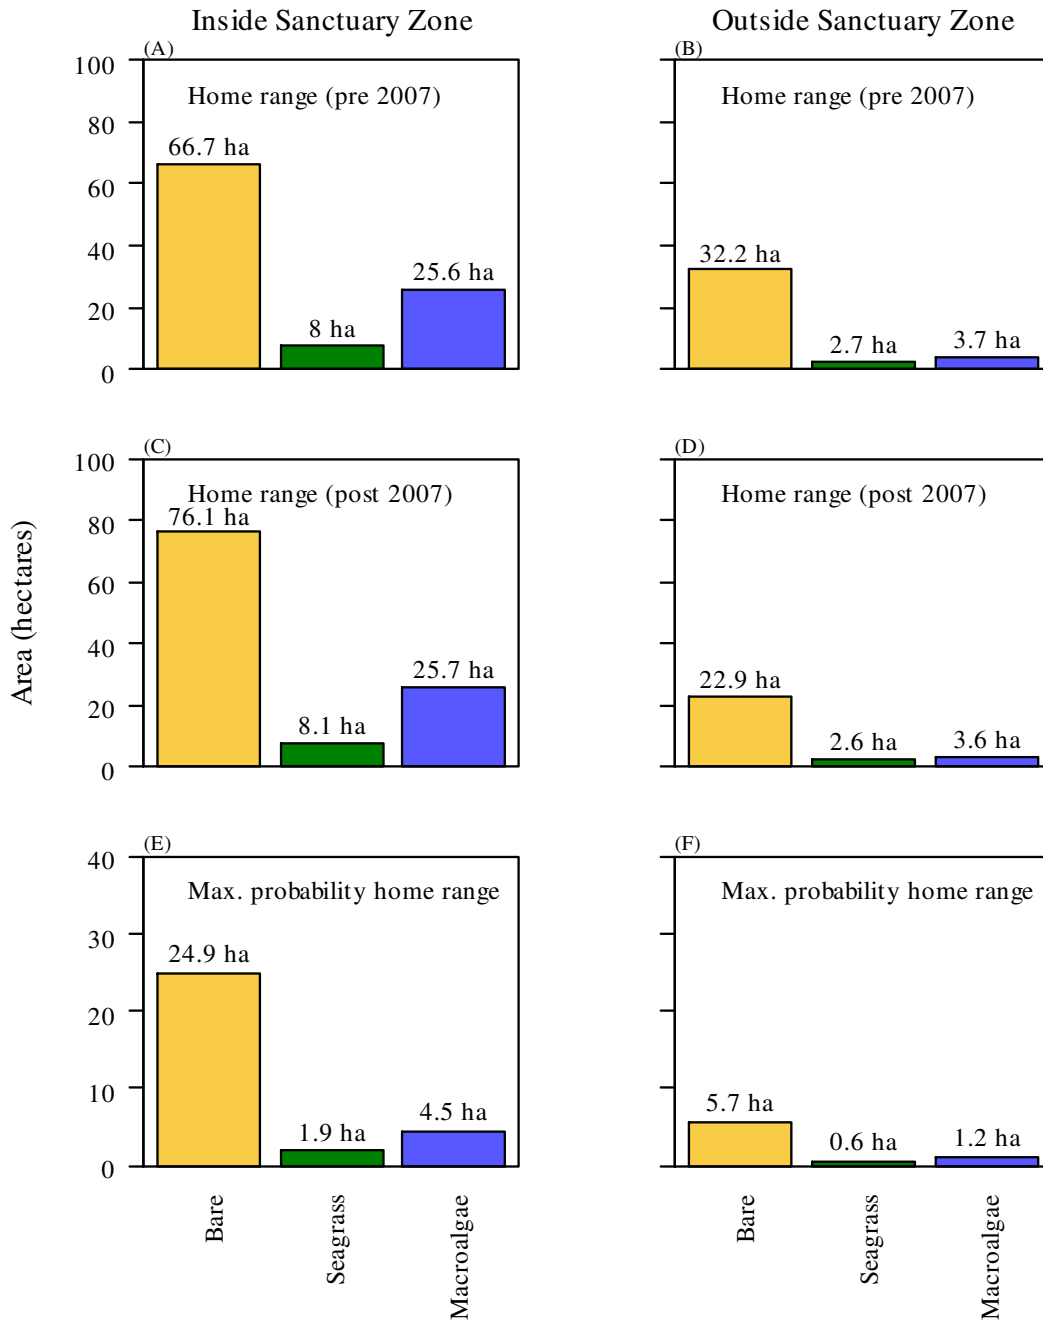 Inside Sanctuary Zone
Outside Sanctuary Zone
(A)
(B)
100
80
60
40
20
0
Home range (pre 2007)
66.7 ha
8 ha
25.6 ha
Home range (pre 2007)
32.2 ha
2.7 ha
3.7 ha
Area (hectares)
(C)
(D)
100
80
60
40
20
0
Home range (post 2007)
76.1 ha
8.1 ha
25.7 ha
Home range (post 2007)
22.9 ha
2.6 ha
3.6 ha
(E)
(F)
40
30
20
10
0
Max. probability home range
24.9 ha
1.9 ha
4.5 ha
Max. probability home range
5.7 ha
0.6 ha
1.2 ha
Bare
Seagrass
Macroalgae
Bare
Seagrass
Macroalgae